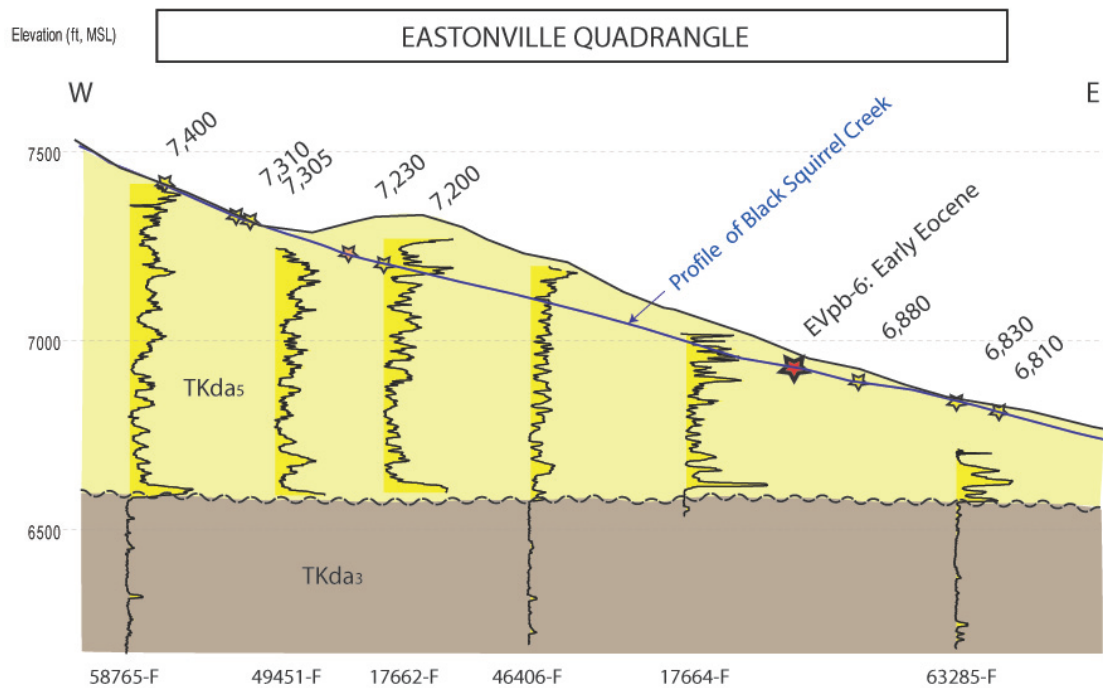 Elevation (ft, MSL)
EASTONVILLE QUADRANGLE
W
E
7,400
7,310
7,305
7,230
7,200
Profile of Black Squirrel Creek
EVpb-6: Early Eocene
6,880
6,830
6,810
7500
7000
6500
TKda5
TKda3
58765-F
49451-F
17662-F
46406-F
17664-F
63285-F